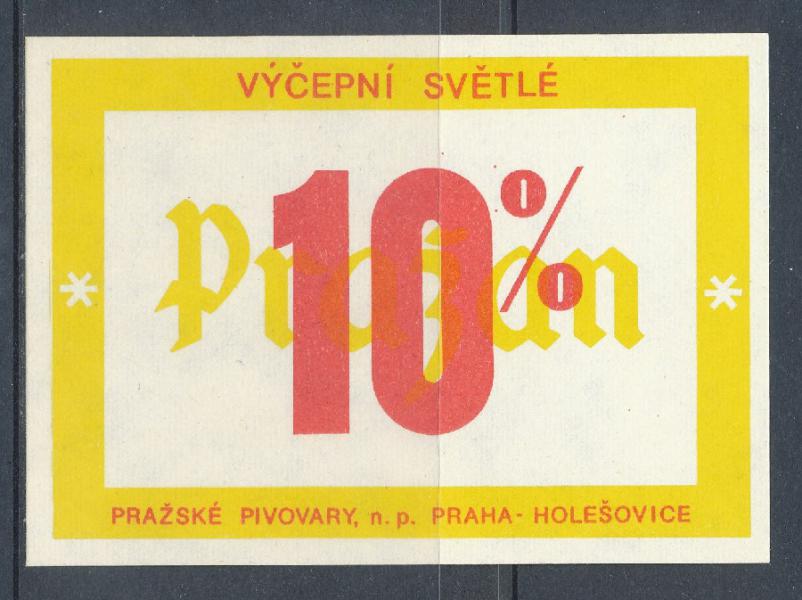 VÝČEPNÍ SVĚTLÉ
10%
Pražan
* *
PRAŽSKÉ PIVOVARY, n.p. PRAHA- HOLEŠOVICE